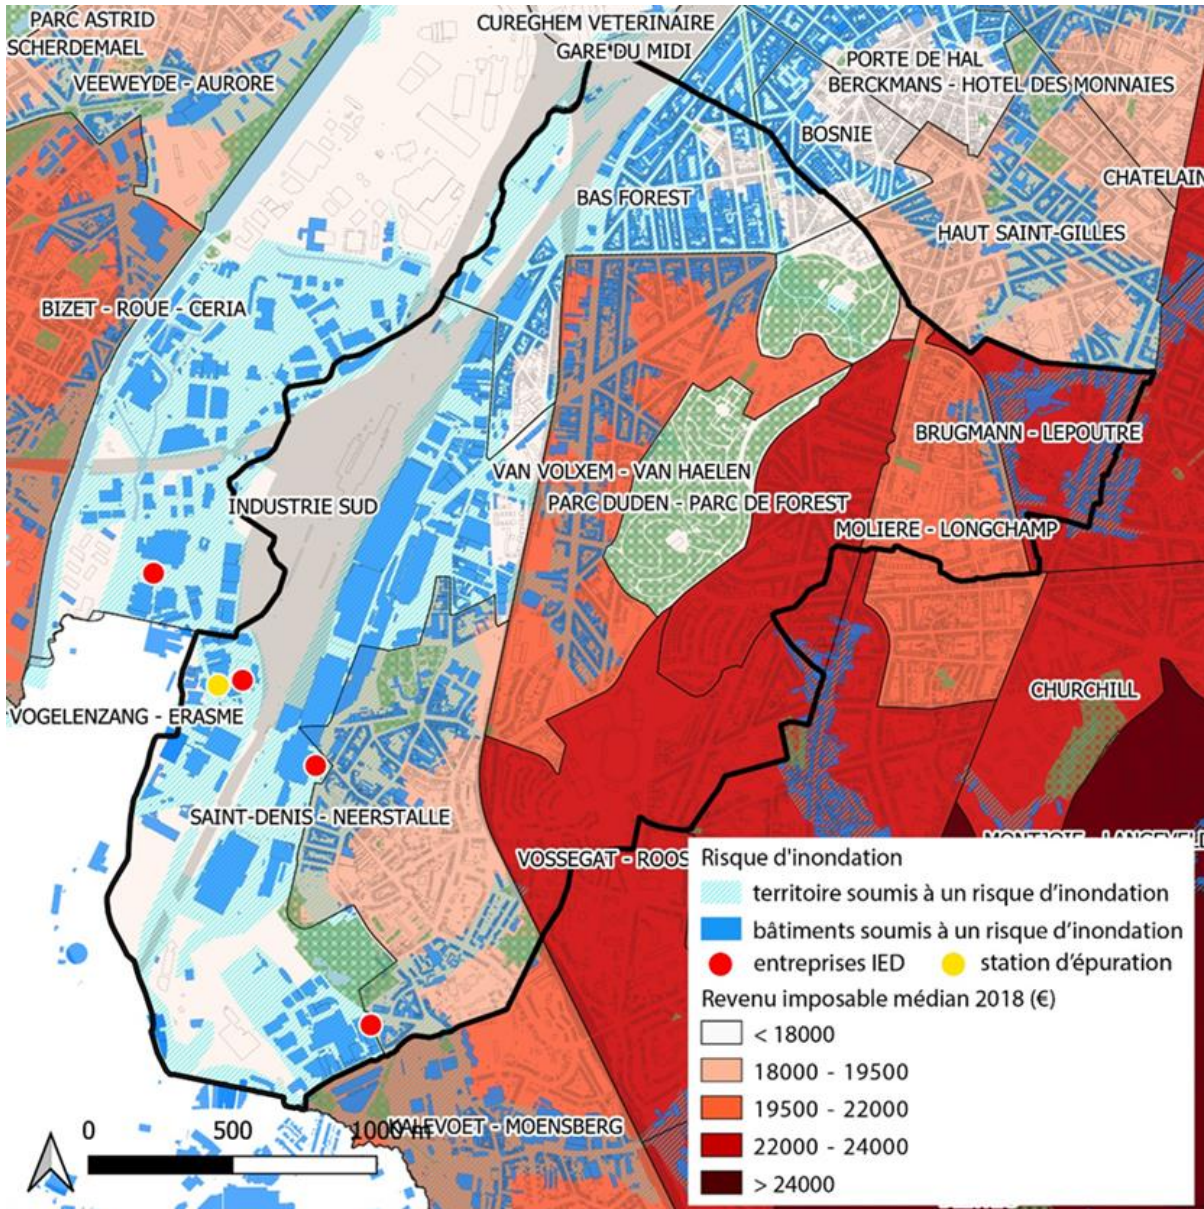 PARC ASTRID
SCHERDEMAEL
VEEWEYDE - AURORE
CUREGHEM VETERINAIRE
GARE DU MIDI
PORTE DE HAL
BERCKMANS - HOTEL DES MONNAIES
BOSNIE
CHATELAIN
BAS FOREST
HAUT SAINT-GILLES
BIZET - ROUE - CERIA
BRUGMANN - LEPOUTRE
VAN VOLXEM - VAN HAELEN
INDUSTRIE SUD
PARC DUDEN - PARC DE FOREST
MOLIERE - LONGCHAMP
CHURCHILL
VOGELENZANG - ERASME
SAINT-DENIS - NEERSTALLE
VOSSEGAT - ROOS
Risque d'inondation
territoire soumis à un risque d'inondation
bâtiments soumis à un risque d'inondation
entreprises IED
station d'épuration
Revenu imposable médian 2018 (€)
< 18000
18000 - 19500
19500 - 22000
22000 - 24000
> 24000
KALEVOET - MOENSBERG
0 500 1000 m